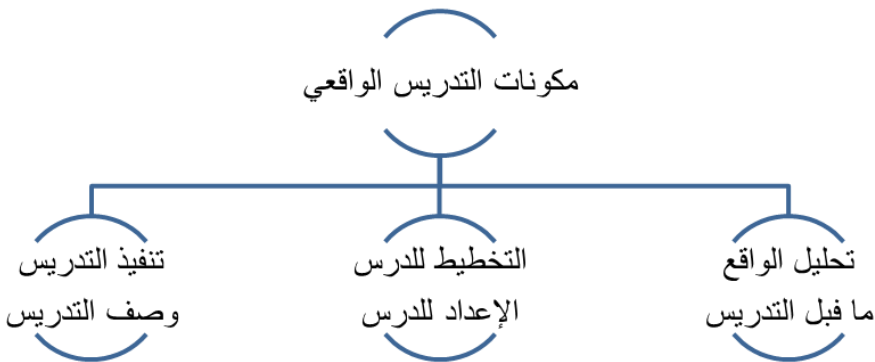 مكونات التدريس الواقعي
تحليل الواقع
ما فبل التدريس
التخطيط للدرس
الإعداد للدرس
تنفيذ التدريس
وصف التدريس